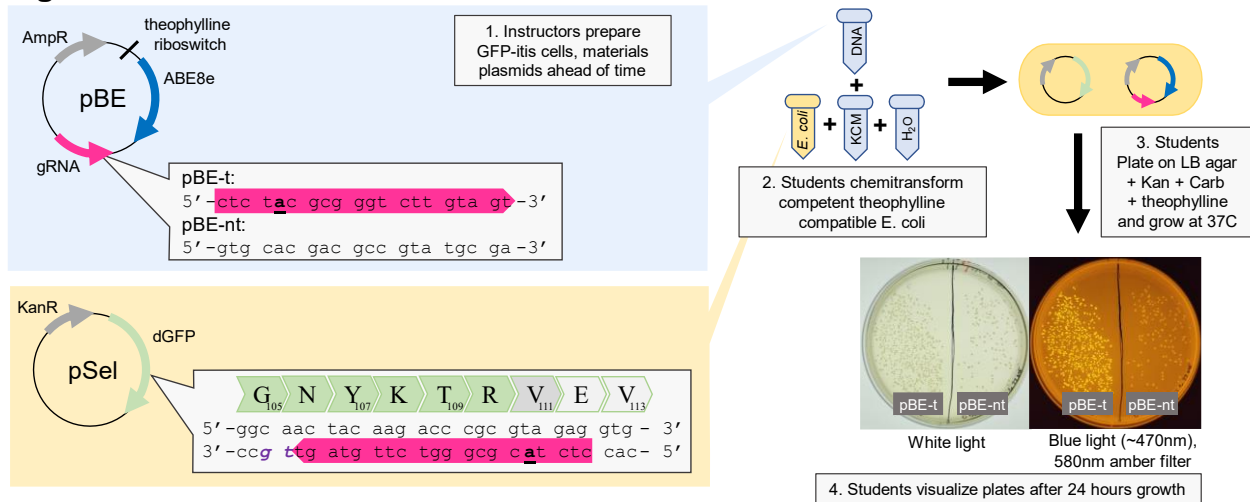 AmpR
theophylline
riboswitch
ABE8e
pBE
gRNA
pBE-t:
5’-ctc tac gcg ggt ctt gta gt-3’
pBE-nt:
5’-gtg cac gac gcc gta tgc ga-3’
1. Instructors prepare
GFP-itis cells, materials
plasmids ahead of time
KanR
dGFP
pSel
G105 N Y107 K T109 R V111 E V113
5’-ggc aac tac aag acc cgc gta gag gtg- 3’
3’-ccg ttg atg ttc tgg gcg cat ctc cac- 5’
DNA
+
E. coli + KCM + H2O
2. Students chemitransform
competent theophylline
compatible E. coli
3. Students
Plate on LB agar
+ Kan + Carb
+ theophylline
and grow at 37C
pBE-t pBE-nt
White light
pBE-t pBE-nt
Blue light (~470nm),
580nm amber filter
4. Students visualize plates after 24 hours growth